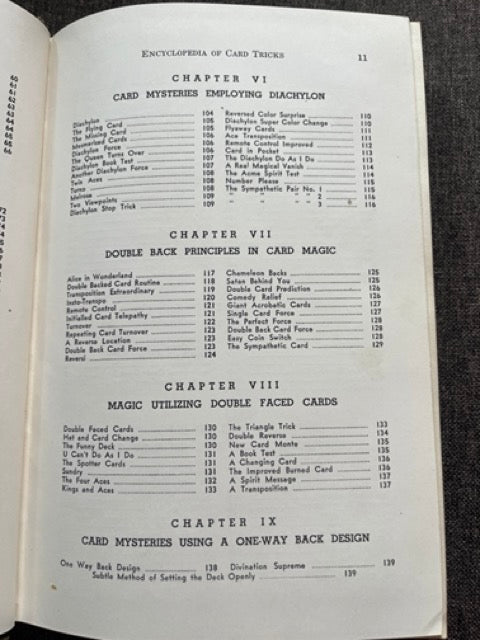 ENCYCLOPEDIA OF CARD TRICKS 11
CHAPTER VI
CARD MYSTERIES EMPLOYING DIACHYLON
Diachylon 104
The Flying Card 105
The Missing Card 105
Mesmerized Cards
Diachylon Force
The Queen Turns Over
Diachylon Book Test
Another Diachylon Force
Twin Aces
Turno 108
Melrose 108
Two Viewpoints
Diachylon Stop Trick 109
Reversed Color Surprise 110
Diachylon Super Color Change 110
Flyaway Cards 111
Ace Transposition 111
Remote Control Improved 112
Card in Pocket 113
The Diachylon Do As I Do 113
A Real Magical Vanish 114
The Acme Spirit Test 114
Number Please 115
The Sympathetic Pair No. 1 115
" " " 2 116
" " " 3 116
CHAPTER VII
DOUBLE BACK PRINCIPLES IN CARD MAGIC
Alice in Wonderland 117
Double Backed Card Routine 118
Transposition Extraordinary 119
Insto-Transpo 120
Remote Control 121
Initialled Card Telepathy 121
Turnover 122
Repeating Card Turnover 123
A Reverse Location 123
Double Back Card Force 123
Reversi 124
Chameleon Backs 125
Satan Behind You 125
Double Card Prediction 126
Comedy Relief 126
Giant Acrobatic Cards 127
Single Card Force 127
The Perfect Force 128
Double Back Card Force 128
Easy Coin Switch 128
The Sympathetic Card 129
CHAPTER VIII
MAGIC UTILIZING DOUBLE FACED CARDS
Double Faced Cards 130
Hat and Card Change 130
The Funny Deck 130
U Can't Do As I Do 131
The Spotter Cards 131
Sundry 131
The Four Aces 132
Kings and Aces 133
The Triangle Trick 133
Double Reverse 134
New Card Monte 135
A Book Test 135
A Changing Card 136
The Improved Burned Card 136
A Spirit Message 137
A Transposition 137
CHAPTER IX
CARD MYSTERIES USING A ONE-WAY BACK DESIGN
One Way Back Design 138 Divination Supreme 139
Subtle Method of Setting the Deck Openly 139